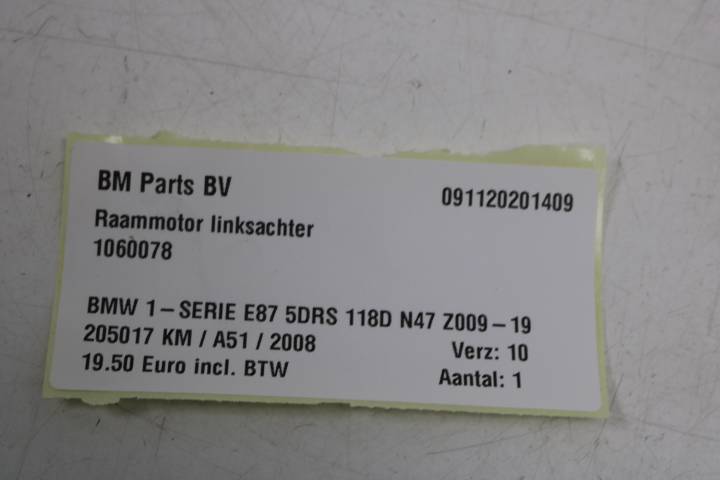 BM Parts BV 091120201409
Raammotor linksachter
1060078
BMW 1-SERIE E87 5DRS 118D N47 Z009-19
205017 KM / A51 / 2008 Verz: 10
19.50 Euro incl. BTW Aantal: 1